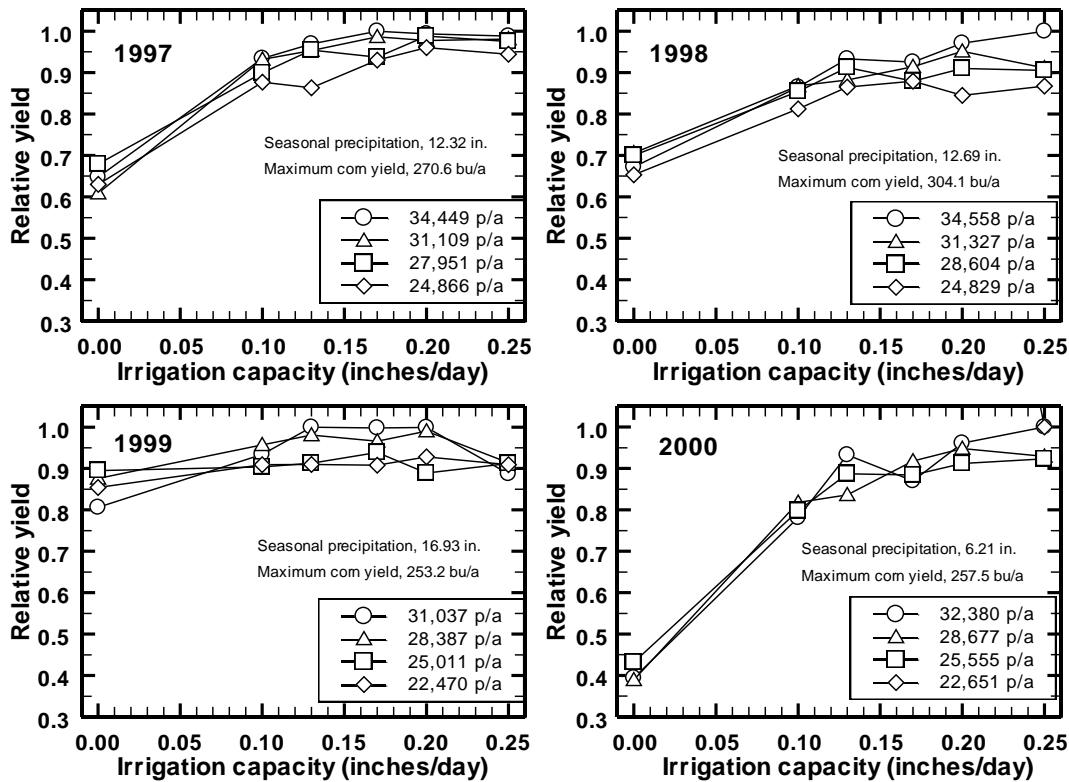 1997
Relative yield
1.0
0.9
0.8
0.7
0.6
0.5
0.4
0.3
Seasonal precipitation, 12.32 in.
Maximum corn yield, 270.6 bu/a
34,449 p/a
31,109 p/a
27,951 p/a
24,866 p/a
0.00 0.05 0.10 0.15 0.20 0.25
Irrigation capacity (inches/day)
1998
Relative yield
1.0
0.9
0.8
0.7
0.6
0.5
0.4
0.3
Seasonal precipitation, 12.69 in.
Maximum corn yield, 304.1 bu/a
34,558 p/a
31,327 p/a
28,604 p/a
24,829 p/a
0.00 0.05 0.10 0.15 0.20 0.25
Irrigation capacity (inches/day)
1999
Relative yield
1.0
0.9
0.8
0.7
0.6
0.5
0.4
0.3
Seasonal precipitation, 16.93 in.
Maximum corn yield, 253.2 bu/a
31,037 p/a
28,387 p/a
25,011 p/a
22,470 p/a
0.00 0.05 0.10 0.15 0.20 0.25
Irrigation capacity (inches/day)
2000
Relative yield
1.0
0.9
0.8
0.7
0.6
0.5
0.4
0.3
Seasonal precipitation, 6.21 in.
Maximum corn yield, 257.5 bu/a
32,380 p/a
28,677 p/a
25,555 p/a
22,651 p/a
0.00 0.05 0.10 0.15 0.20 0.25
Irrigation capacity (inches/day)